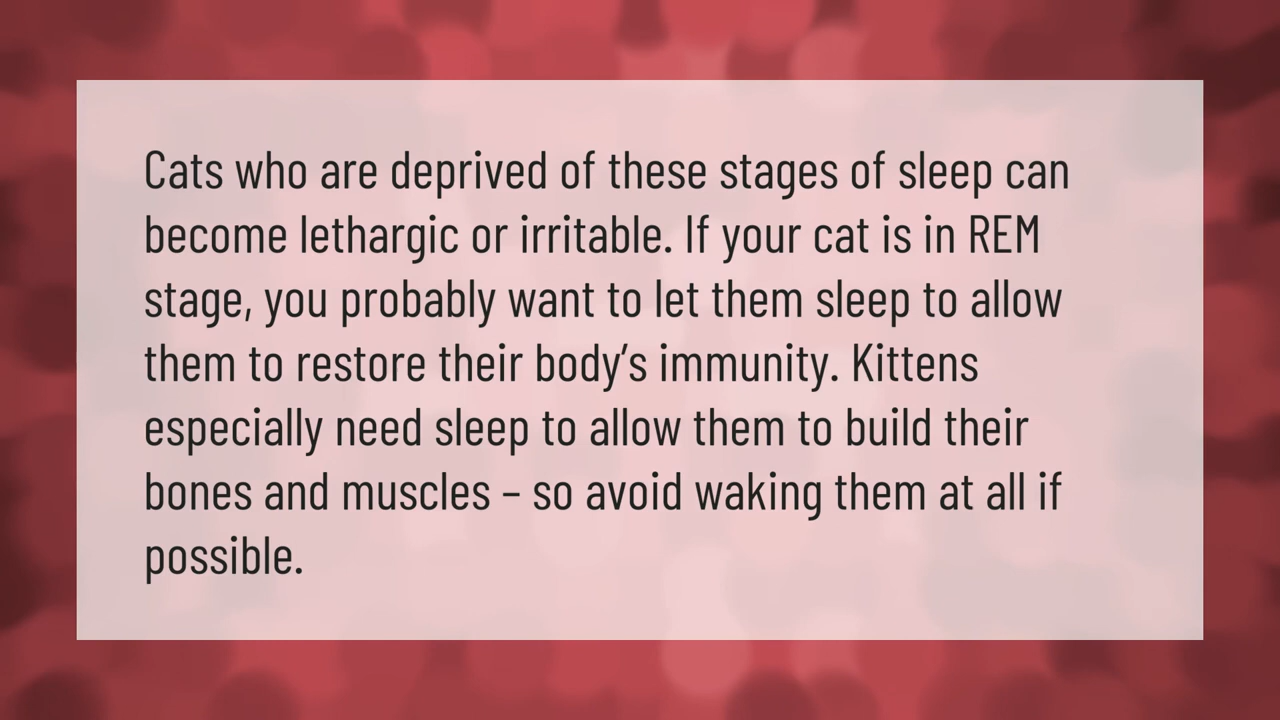 Cats who are deprived of these stages of sleep can
become lethargic or irritable. If your cat is in REM
stage, you probably want to let them sleep to allow
them to restore their body’s immunity. Kittens
especially need sleep to allow them to build their
bones and muscles – so avoid waking them at all if
possible.